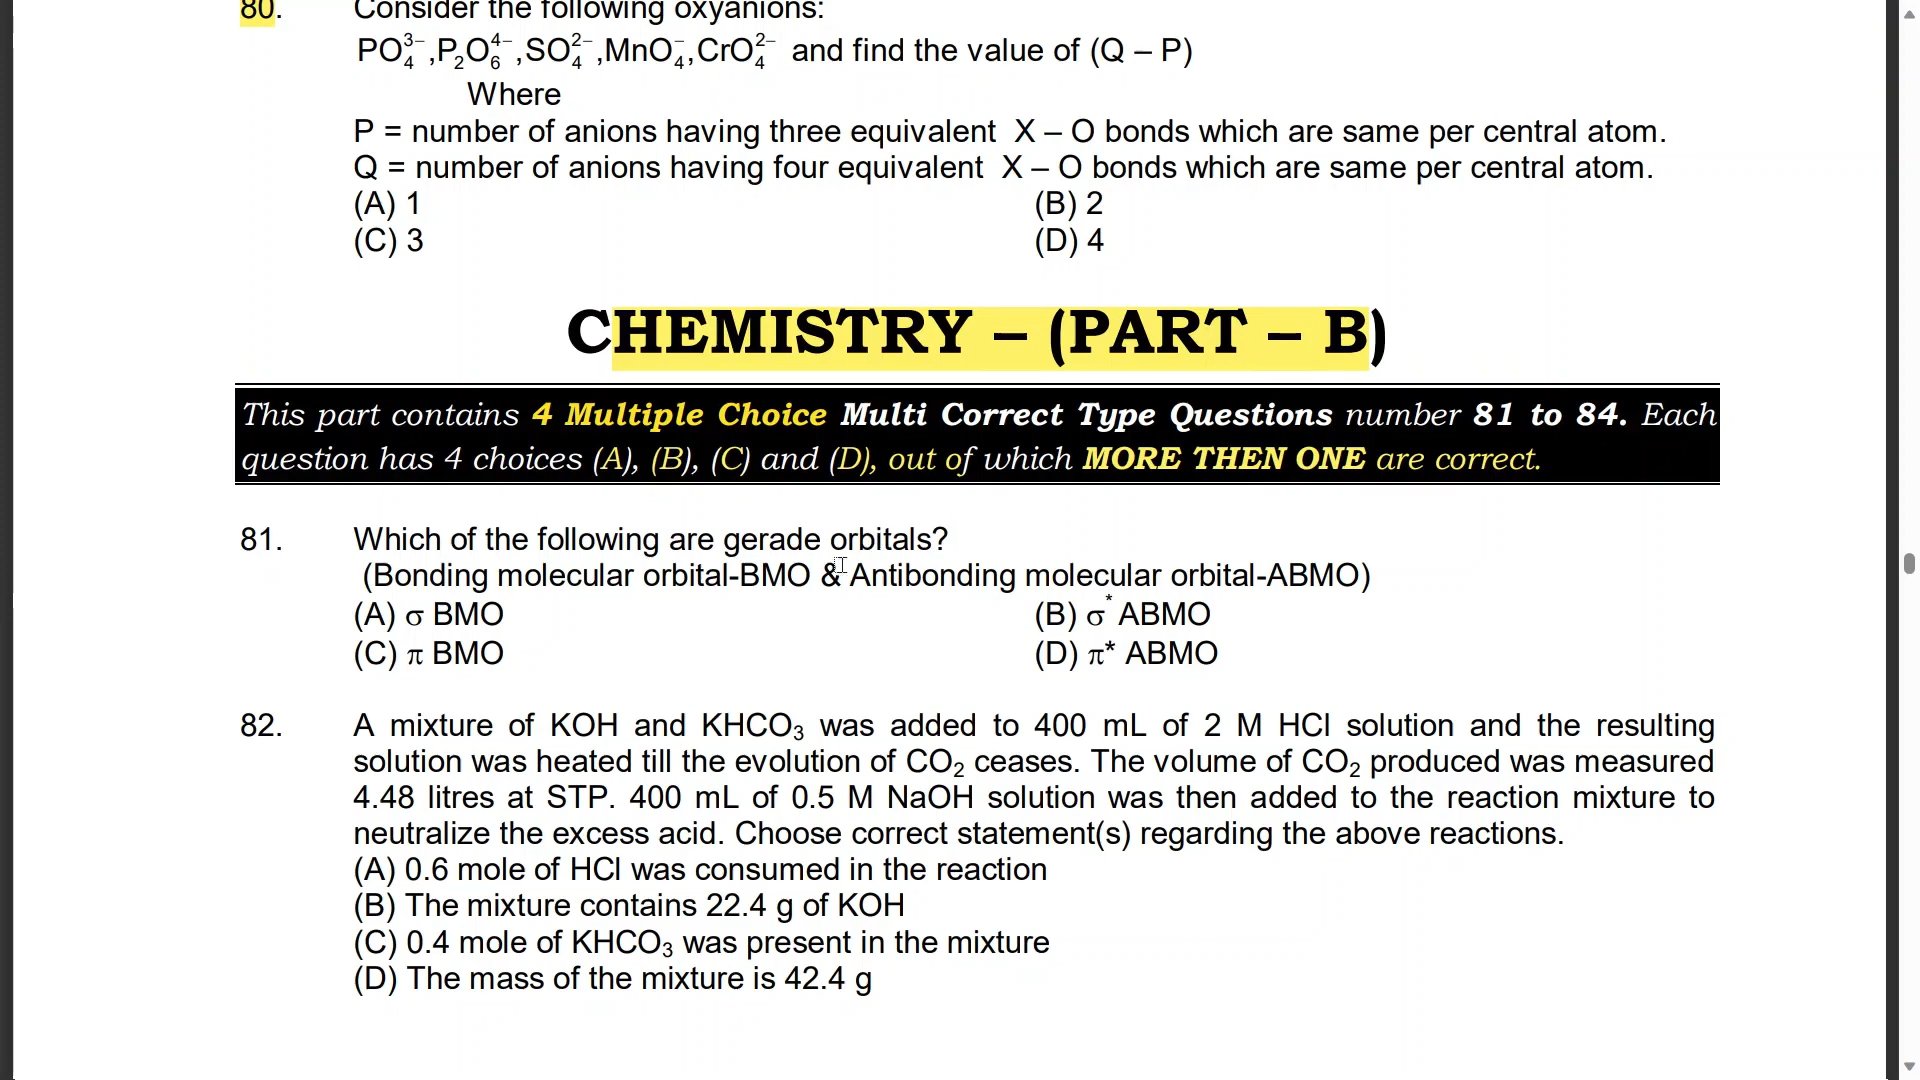 80. Consider the following oxyanions:
PO₄³⁻,P₂O₆⁴⁻,SO₄²⁻,MnO₄⁻,CrO₄²⁻ and find the value of (Q – P)
Where
P = number of anions having three equivalent X – O bonds which are same per central atom.
Q = number of anions having four equivalent X – O bonds which are same per central atom.
(A) 1 (B) 2
(C) 3 (D) 4
CHEMISTRY – (PART – B)
This part contains 4 Multiple Choice Multi Correct Type Questions number 81 to 84. Each
question has 4 choices (A), (B), (C) and (D), out of which MORE THEN ONE are correct.
81. Which of the following are gerade orbitals?
(Bonding molecular orbital-BMO & Antibonding molecular orbital-ABMO)
(A) σ BMO (B) σ* ABMO
(C) π BMO (D) π* ABMO
82. A mixture of KOH and KHCO₃ was added to 400 mL of 2 M HCl solution and the resulting
solution was heated till the evolution of CO₂ ceases. The volume of CO₂ produced was measured
4.48 litres at STP. 400 mL of 0.5 M NaOH solution was then added to the reaction mixture to
neutralize the excess acid. Choose correct statement(s) regarding the above reactions.
(A) 0.6 mole of HCl was consumed in the reaction
(B) The mixture contains 22.4 g of KOH
(C) 0.4 mole of KHCO₃ was present in the mixture
(D) The mass of the mixture is 42.4 g